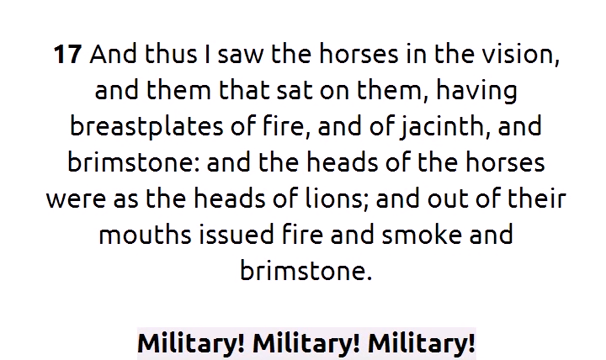 17 And thus I saw the horses in the vision,
and them that sat on them, having
breastplates of fire, and of jacinth, and
brimstone: and the heads of the horses
were as the heads of lions; and out of their
mouths issued fire and smoke and
brimstone.
Military! Military! Military!